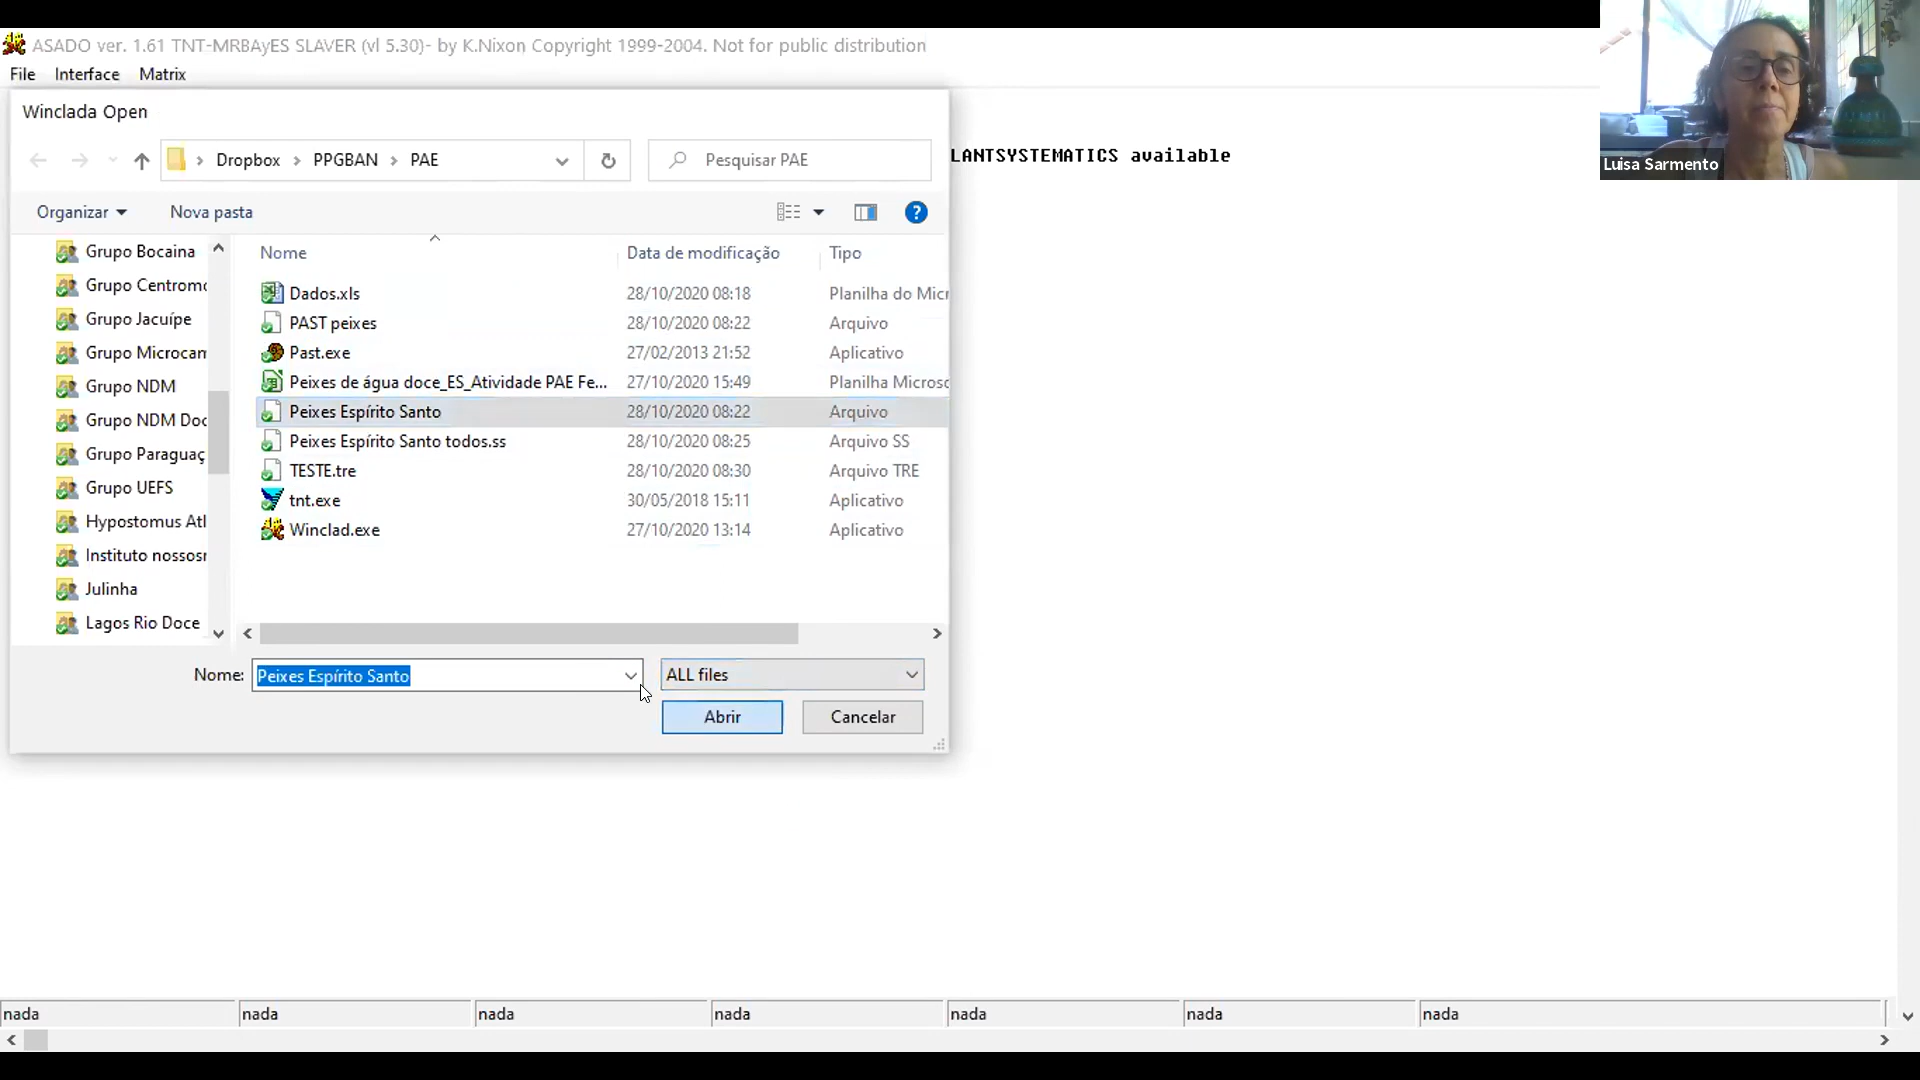 ASADO ver. 1.61 TNT-MRBAyES SLAVER (vl 5.30)- by K.Nixon Copyright 1999-2004. Not for public distribution
File Interface Matrix
Winclada Open
Dropbox PPGBAN PAE
Pesquisar PAE
LANTSYSTEMATICS available
Luisa Sarmento
Organizar Nova pasta
Nome Data de modificação Tipo
Grupo Bocaina
Grupo Centromo
Grupo Jacuípe
Grupo Microcam
Grupo NDM
Grupo NDM Doc
Grupo Paraguaç
Grupo UEFS
Hypostomus Atl
Instituto nossosr
Julinha
Lagos Rio Doce
Dados.xls 28/10/2020 08:18 Planilha do Micr
PAST peixes 28/10/2020 08:22 Arquivo
Past.exe 27/02/2013 21:52 Aplicativo
Peixes de água doce_ES_Atividade PAE Fe... 27/10/2020 15:49 Planilha Microsc
Peixes Espírito Santo 28/10/2020 08:22 Arquivo
Peixes Espírito Santo todos.ss 28/10/2020 08:25 Arquivo SS
TESTE.tre 28/10/2020 08:30 Arquivo TRE
tnt.exe 30/05/2018 15:11 Aplicativo
Winclad.exe 27/10/2020 13:14 Aplicativo
Nome: Peixes Espírito Santo ALL files
Abrir Cancelar
nada nada nada nada nada nada nada